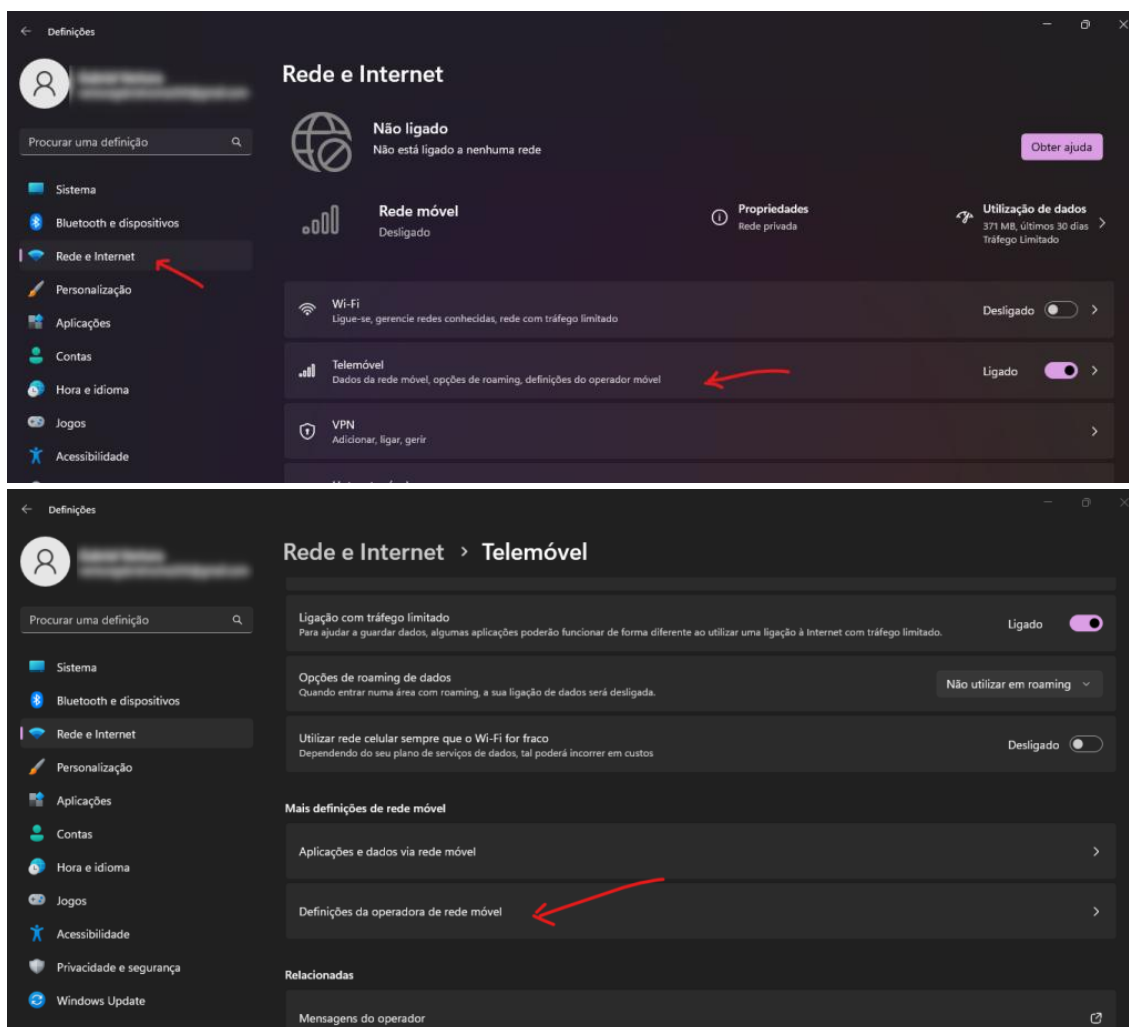 Definições
Rede e Internet
Não ligado
Não está ligado a nenhuma rede
Obter ajuda
Procurar uma definição
Rede móvel
Desligado
Propriedades
Rede privada
Utilização de dados
371 MB, últimos 30 dias
Tráfego Limitado
Sistema
Bluetooth e dispositivos
Rede e Internet
Personalização
Aplicações
Contas
Hora e idioma
Jogos
Acessibilidade
Wi-Fi
Ligue-se, gerencie redes conhecidas, rede com tráfego limitado
Desligado
Telemóvel
Dados da rede móvel, opções de roaming, definições do operador móvel
Ligado
VPN
Adicionar, ligar, gerir
Definições
Rede e Internet > Telemóvel
Procurar uma definição
Sistema
Bluetooth e dispositivos
Rede e Internet
Personalização
Aplicações
Contas
Hora e idioma
Jogos
Acessibilidade
Privacidade e segurança
Windows Update
Ligação com tráfego limitado
Para ajudar a guardar dados, algumas aplicações poderão funcionar de forma diferente ao utilizar uma ligação à Internet com tráfego limitado.
Ligado
Opções de roaming de dados
Quando entrar numa área com roaming, a sua ligação de dados será desligada.
Não utilizar em roaming
Utilizar rede celular sempre que o Wi-Fi for fraco
Dependendo do seu plano de serviços de dados, tal poderá incorrer em custos
Desligado
Mais definições de rede móvel
Aplicações e dados via rede móvel
Definições da operadora de rede móvel
Relacionadas
Mensagens do operador